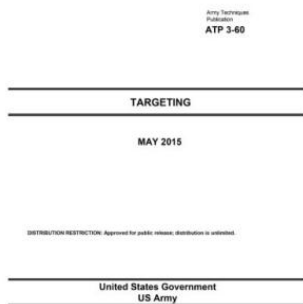 Army Techniques
Publication
ATP 3-60
TARGETING
MAY 2015
DISTRIBUTION RESTRICTION: Approved for public release; distribution is unlimited.
United States Government
US Army